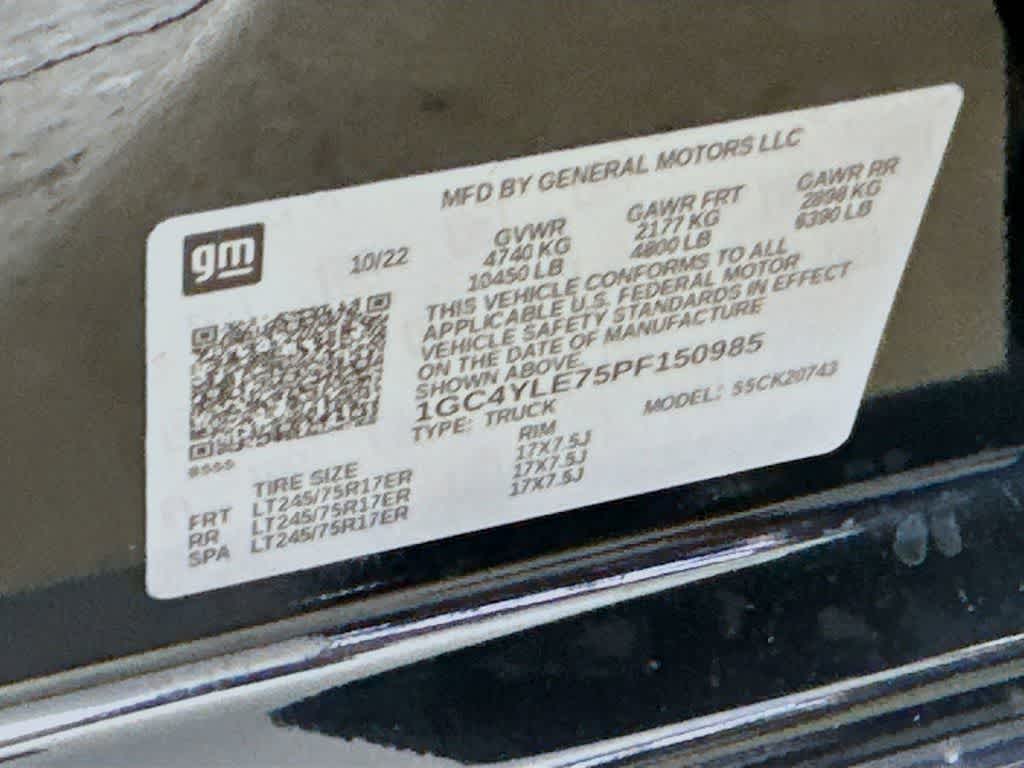 MFD BY GENERAL MOTORS LLC
gm
10/22
GVWR
4740 KG
10450 LB
GAWR FRT
2177 KG
4800 LB
GAWR RR
2898 KG
6390 LB
THIS VEHICLE CONFORMS TO ALL
APPLICABLE U.S. FEDERAL MOTOR
VEHICLE SAFETY STANDARDS IN EFFECT
ON THE DATE OF MANUFACTURE
SHOWN ABOVE.
1GC4YLE75PF150985
TYPE: TRUCK
MODEL: SSCK20743
TIRE SIZE RIM
FRT LT245/75R17ER 17X7.5J
RR LT245/75R17ER 17X7.5J
SPA LT245/75R17ER 17X7.5J